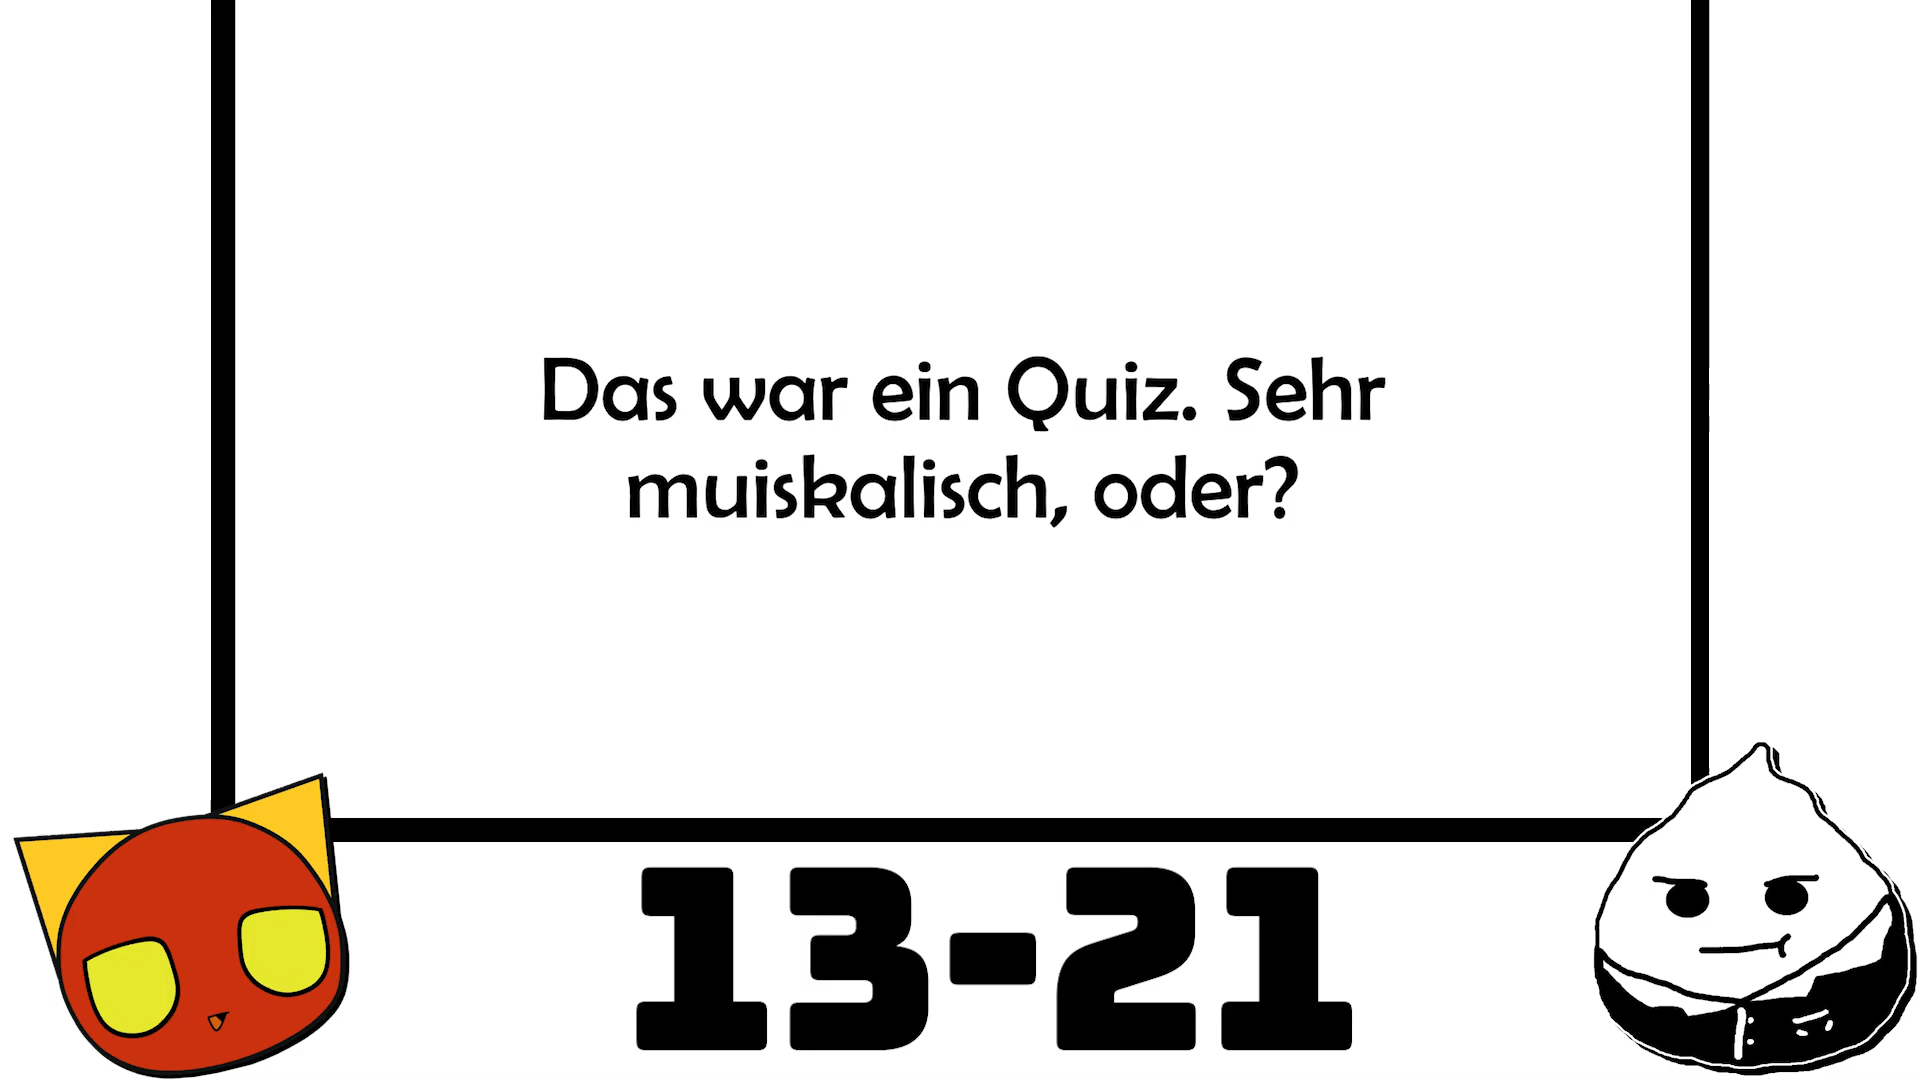 Das war ein Quiz. Sehr
muiskalisch, oder?
13-21